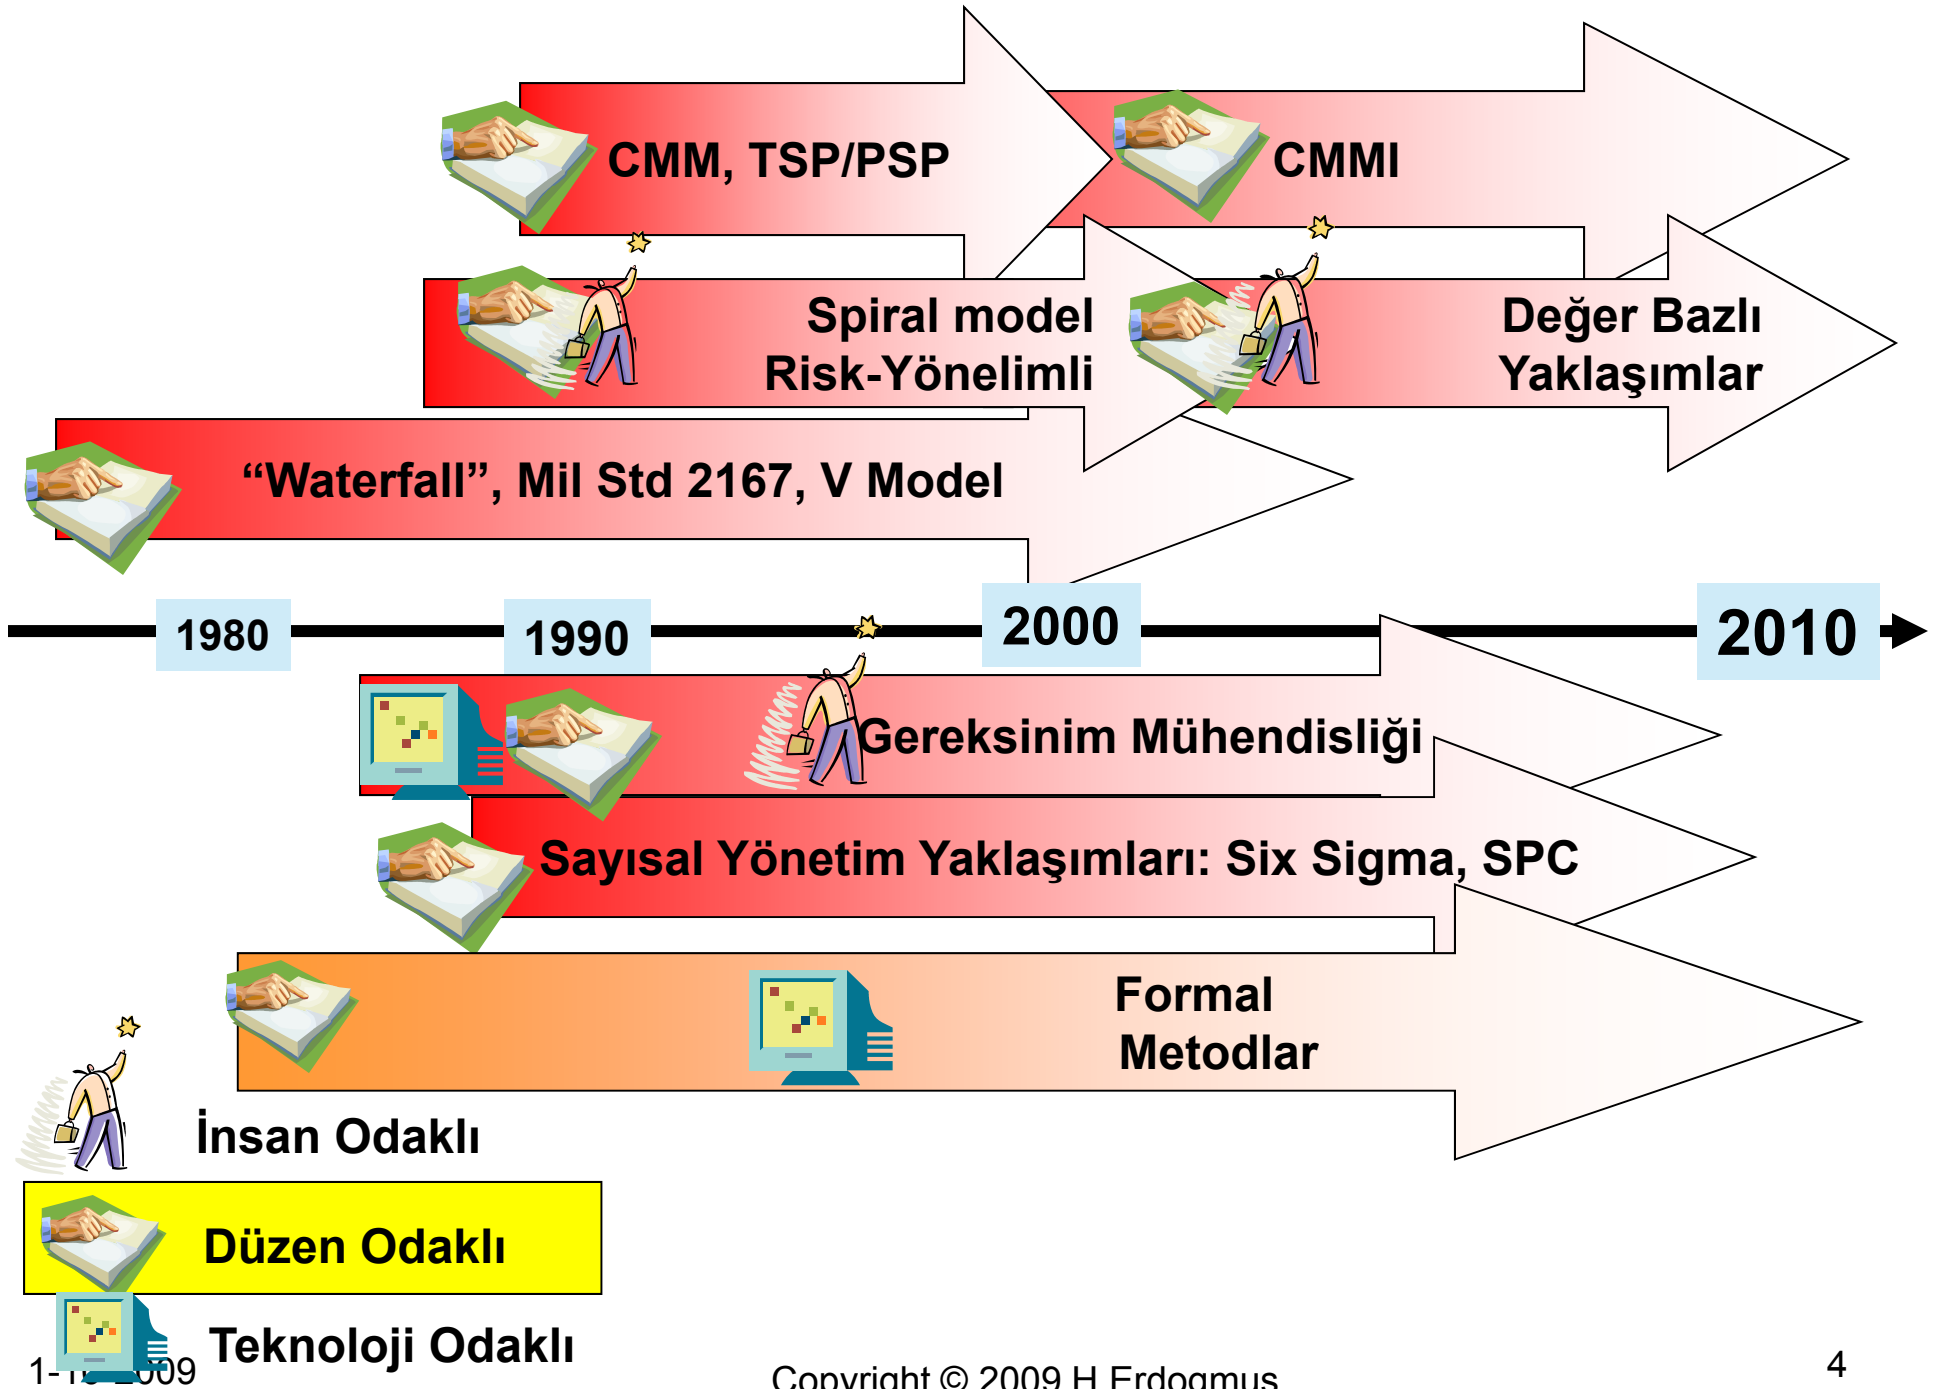 CMM, TSP/PSP
CMMI
Spiral model
Risk-Yönelimli
Değer Bazlı
Yaklaşımlar
“Waterfall”, Mil Std 2167, V Model
1980
1990
2000
2010
Gereksinim Mühendisliği
Sayısal Yönetim Yaklaşımları: Six Sigma, SPC
Formal
Metodlar
İnsan Odaklı
Düzen Odaklı
Teknoloji Odaklı
Copyright © 2009 H Erdogmus
4